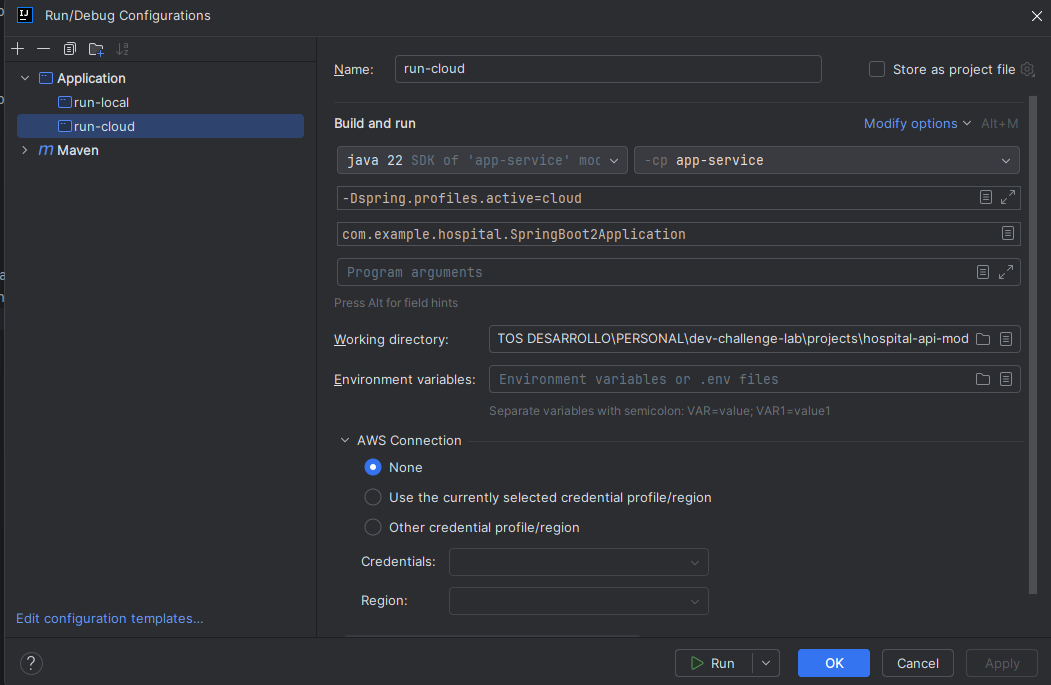 Run/Debug Configurations
Application
run-local
run-cloud
Maven
Edit configuration templates...
Name: run-cloud Store as project file
Build and run Modify options Alt+M
java 22 SDK of 'app-service' moc -cp app-service
-Dspring.profiles.active=cloud
com.example.hospital.SpringBoot2Application
Program arguments
Press Alt for field hints
Working directory: TOS DESARROLLO\PERSONAL\dev-challenge-lab\projects\hospital-api-mod
Environment variables: Environment variables or .env files
Separate variables with semicolon: VAR=value; VAR1=value1
AWS Connection
None
Use the currently selected credential profile/region
Other credential profile/region
Credentials:
Region:
? Run OK Cancel Apply